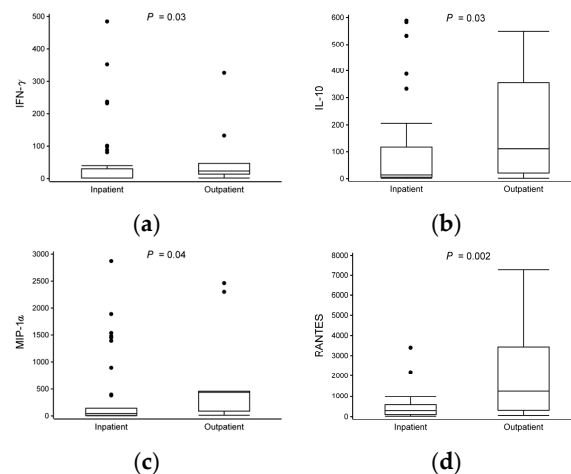 P = 0.03
500
400
300
200
100
0
IFN-γ
Inpatient
Outpatient
(a)
P = 0.03
600
500
400
300
200
100
0
IL-10
Inpatient
Outpatient
(b)
P = 0.04
3000
2500
2000
1500
1000
500
0
MIP-1α
Inpatient
Outpatient
(c)
P = 0.002
8000
7000
6000
5000
4000
3000
2000
1000
0
RANTES
Inpatient
Outpatient
(d)